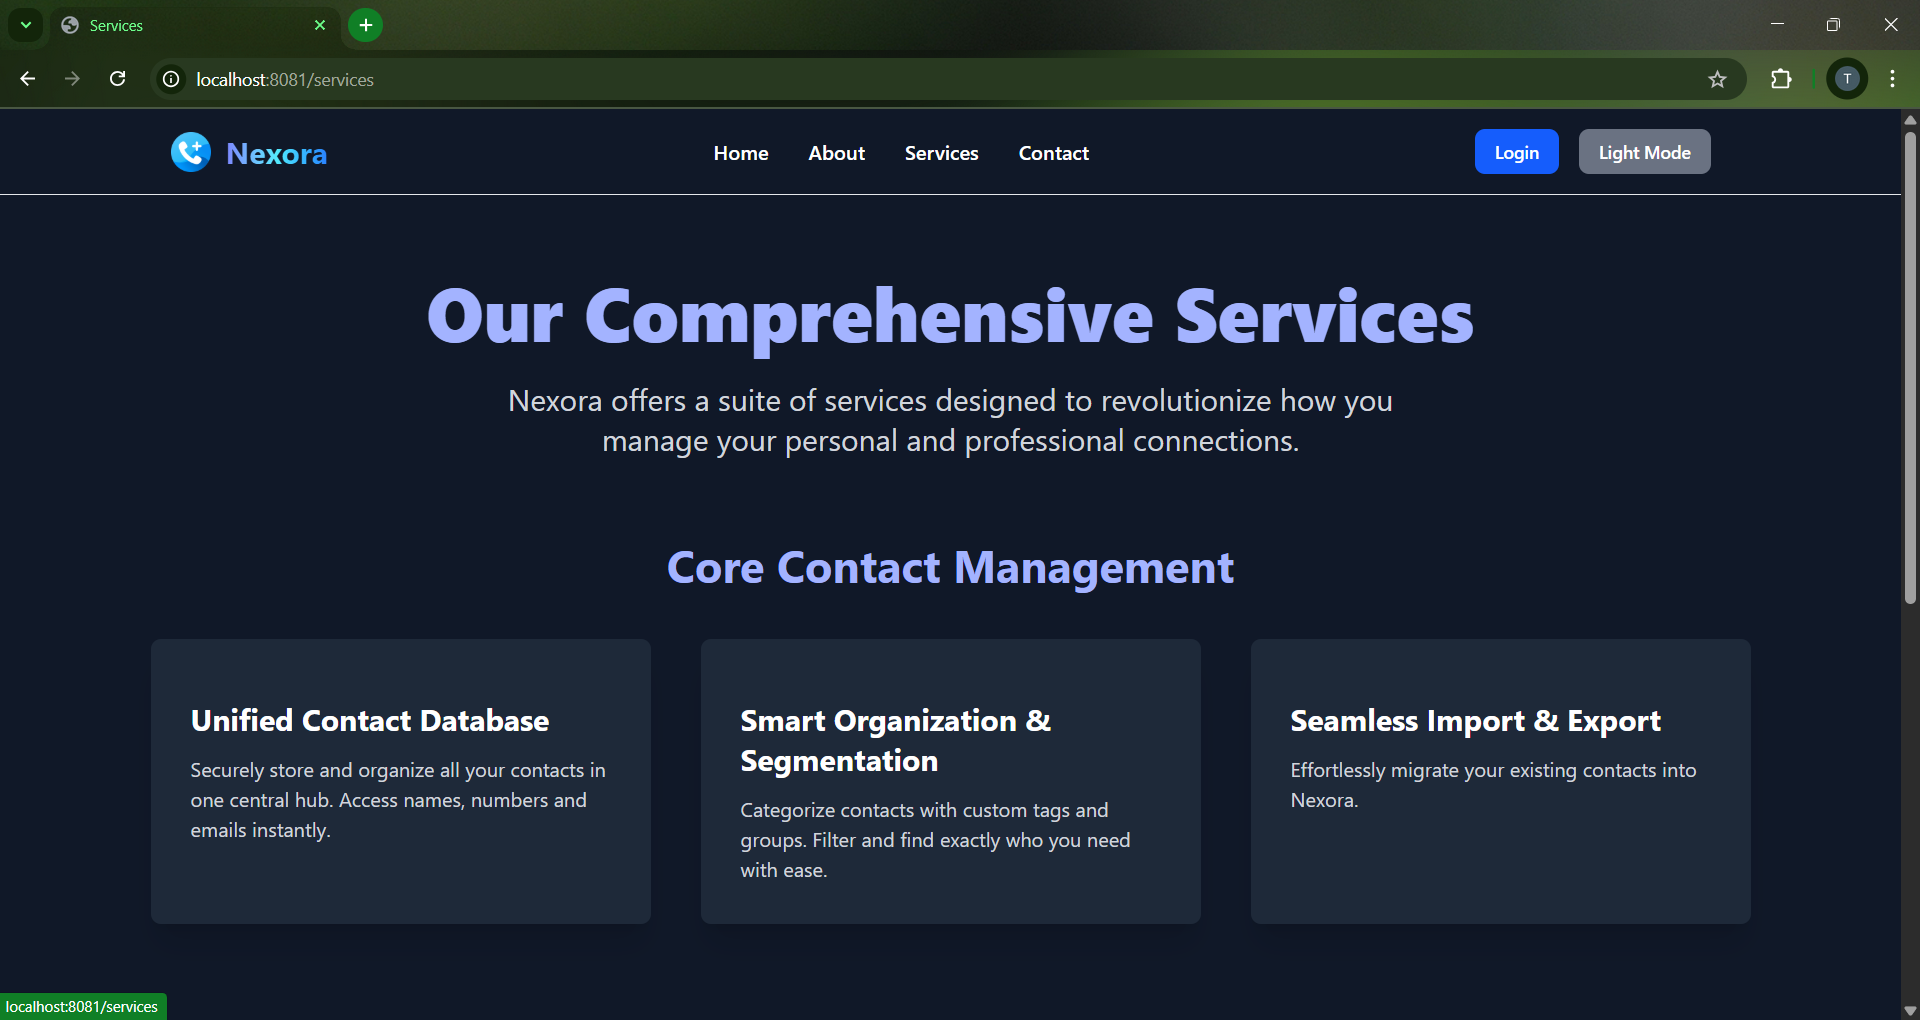 Services
localhost:8081/services
T
Nexora
Home About Services Contact
Login Light Mode
Our Comprehensive Services
Nexora offers a suite of services designed to revolutionize how you
manage your personal and professional connections.
Core Contact Management
Unified Contact Database
Securely store and organize all your contacts in
one central hub. Access names, numbers and
emails instantly.
Smart Organization &
Segmentation
Categorize contacts with custom tags and
groups. Filter and find exactly who you need
with ease.
Seamless Import & Export
Effortlessly migrate your existing contacts into
Nexora.
localhost:8081/services